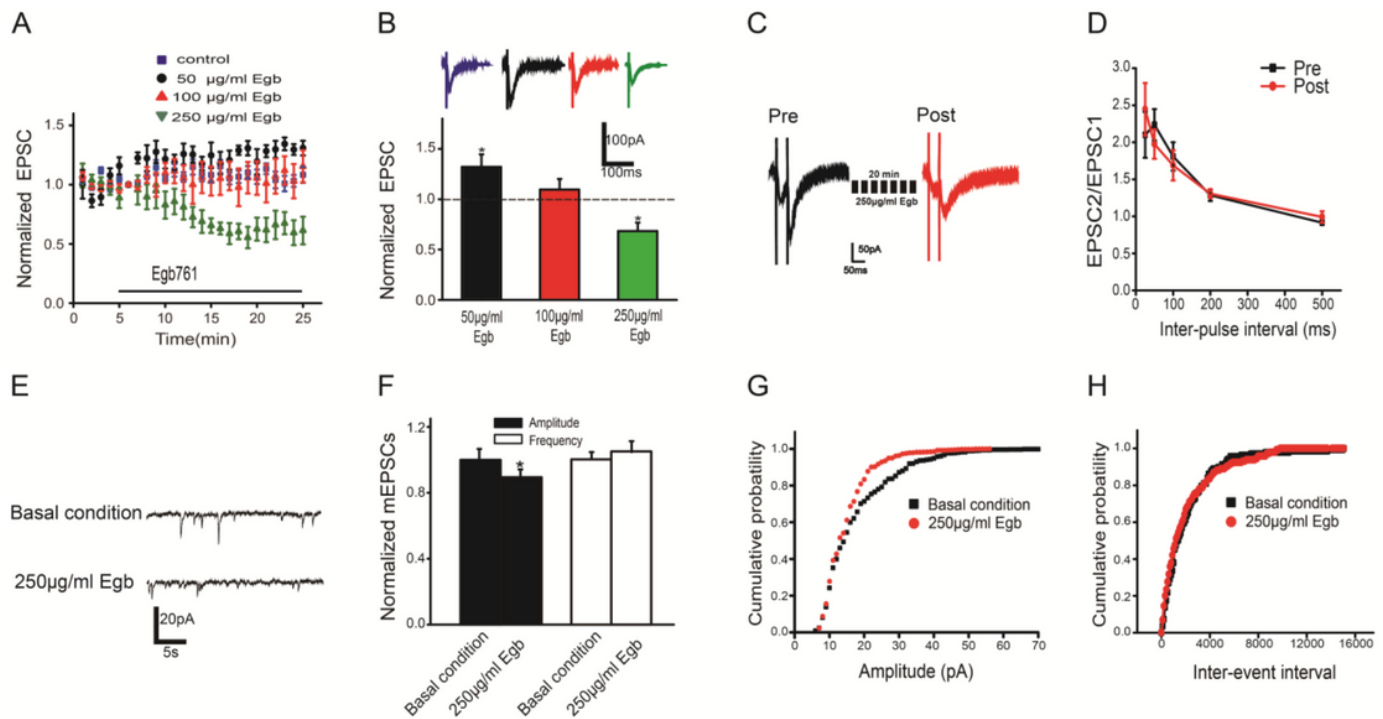 A
control
50 µg/ml Egb
100 µg/ml Egb
250 µg/ml Egb
Normalized EPSC
1.5
1.0
0.5
0.0
Egb761
0
5
10
15
20
25
Time(min)
B
100pA
100ms
Normalized EPSC
1.5
1.0
0.5
0.0
*
*
50µg/ml
Egb
100µg/ml
Egb
250µg/ml
Egb
C
Pre
Post
20 min
250µg/ml Egb
50pA
50ms
D
Pre
Post
EPSC2/EPSC1
3.0
2.5
2.0
1.5
1.0
0.5
0.0
0
100
200
300
400
500
Inter-pulse interval (ms)
E
Basal condition
250µg/ml Egb
20pA
5s
F
Amplitude
Frequency
Normalized mEPSCs
1.2
0.8
0.4
0.0
*
Basal condition
250µg/ml Egb
Basal condition
250µg/ml Egb
G
Cumulative probatility
1.0
0.8
0.6
0.4
0.2
0.0
Basal condition
250µg/ml Egb
0
10
20
30
40
50
60
70
Amplitude (pA)
H
Cumulative probability
1.0
0.8
0.6
0.4
0.2
0.0
Basal condition
250µg/ml Egb
0
4000
8000
12000
16000
Inter-event interval